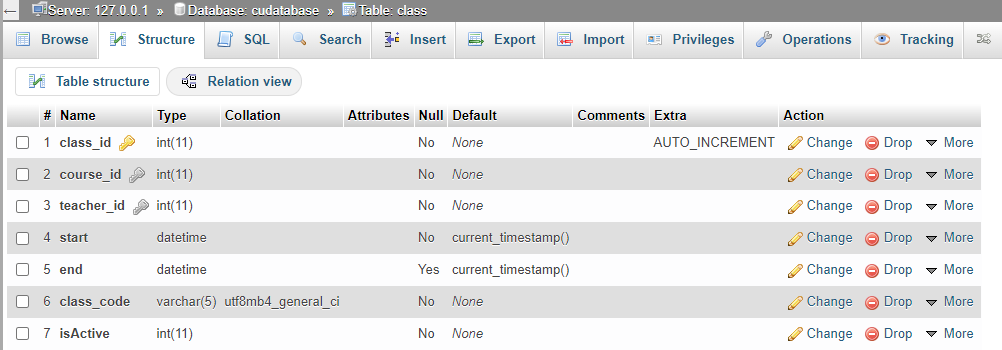 Server: 127.0.0.1 » Database: cudatabase » Table: class
Browse Structure SQL Search Insert Export Import Privileges Operations Tracking
Table structure Relation view
# Name Type Collation Attributes Null Default Comments Extra Action
1 class_id int(11) No None AUTO_INCREMENT Change Drop More
2 course_id int(11) No None Change Drop More
3 teacher_id int(11) No None Change Drop More
4 start datetime No current_timestamp() Change Drop More
5 end datetime Yes current_timestamp() Change Drop More
6 class_code varchar(5) utf8mb4_general_ci No None Change Drop More
7 isActive int(11) No None Change Drop More